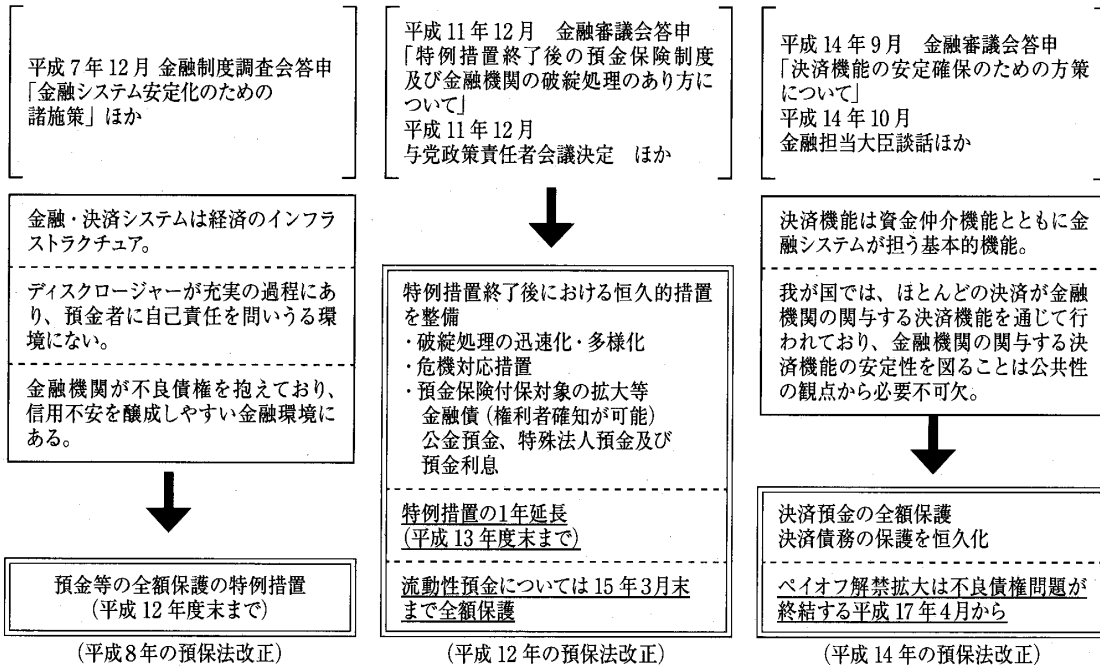 平成7年12月 金融制度調査会答申
「金融システム安定化のための
諸施策」ほか
金融・決済システムは経済のインフラ
ストラクチュア。
ディスクロージャーが充実の過程にあ
り、預金者に自己責任を問いうる環
境にない。
金融機関が不良債権を抱えており、
信用不安を醸成しやすい金融環境に
ある。
預金等の全額保護の特例措置
(平成12年度末まで)
(平成8年の預保法改正)
平成11年12月 金融審議会答申
「特例措置終了後の預金保険制度
及び金融機関の破綻処理のあり方に
ついて」
平成11年12月
与党政策責任者会議決定 ほか
特例措置終了後における恒久的措置
を整備
・破綻処理の迅速化・多様化
・危機対応措置
・預金保険付保対象の拡大等
金融債(権利者確知が可能)
公金預金、特殊法人預金及び
預金利息
特例措置の1年延長
(平成13年度末まで)
流動性預金については15年3月末
まで全額保護
(平成12年の預保法改正)
平成14年9月 金融審議会答申
「決済機能の安定確保のための方策
について」
平成14年10月
金融担当大臣談話ほか
決済機能は資金仲介機能とともに金
融システムが担う基本的機能。
我が国では、ほとんどの決済が金融
機関の関与する決済機能を通じて行
われており、金融機関の関与する決
済機能の安定性を図ることは公共性
の観点から必要不可欠。
決済預金の全額保護
決済債務の保護を恒久化
ペイオフ解禁拡大は不良債権問題が
終結する平成17年4月から
(平成14年の預保法改正)